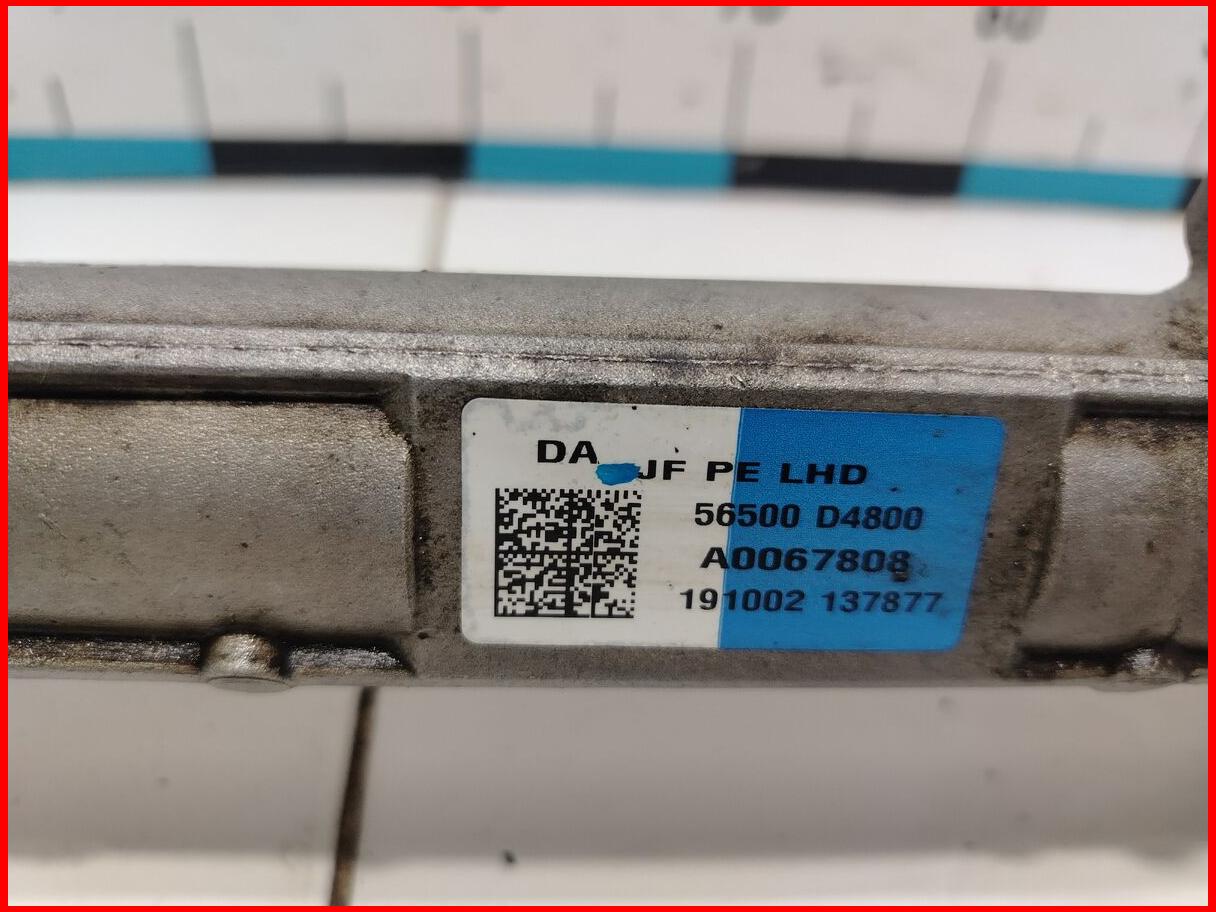 DA
JF PE LHD
56500 D4800
A0067808
191002 137877